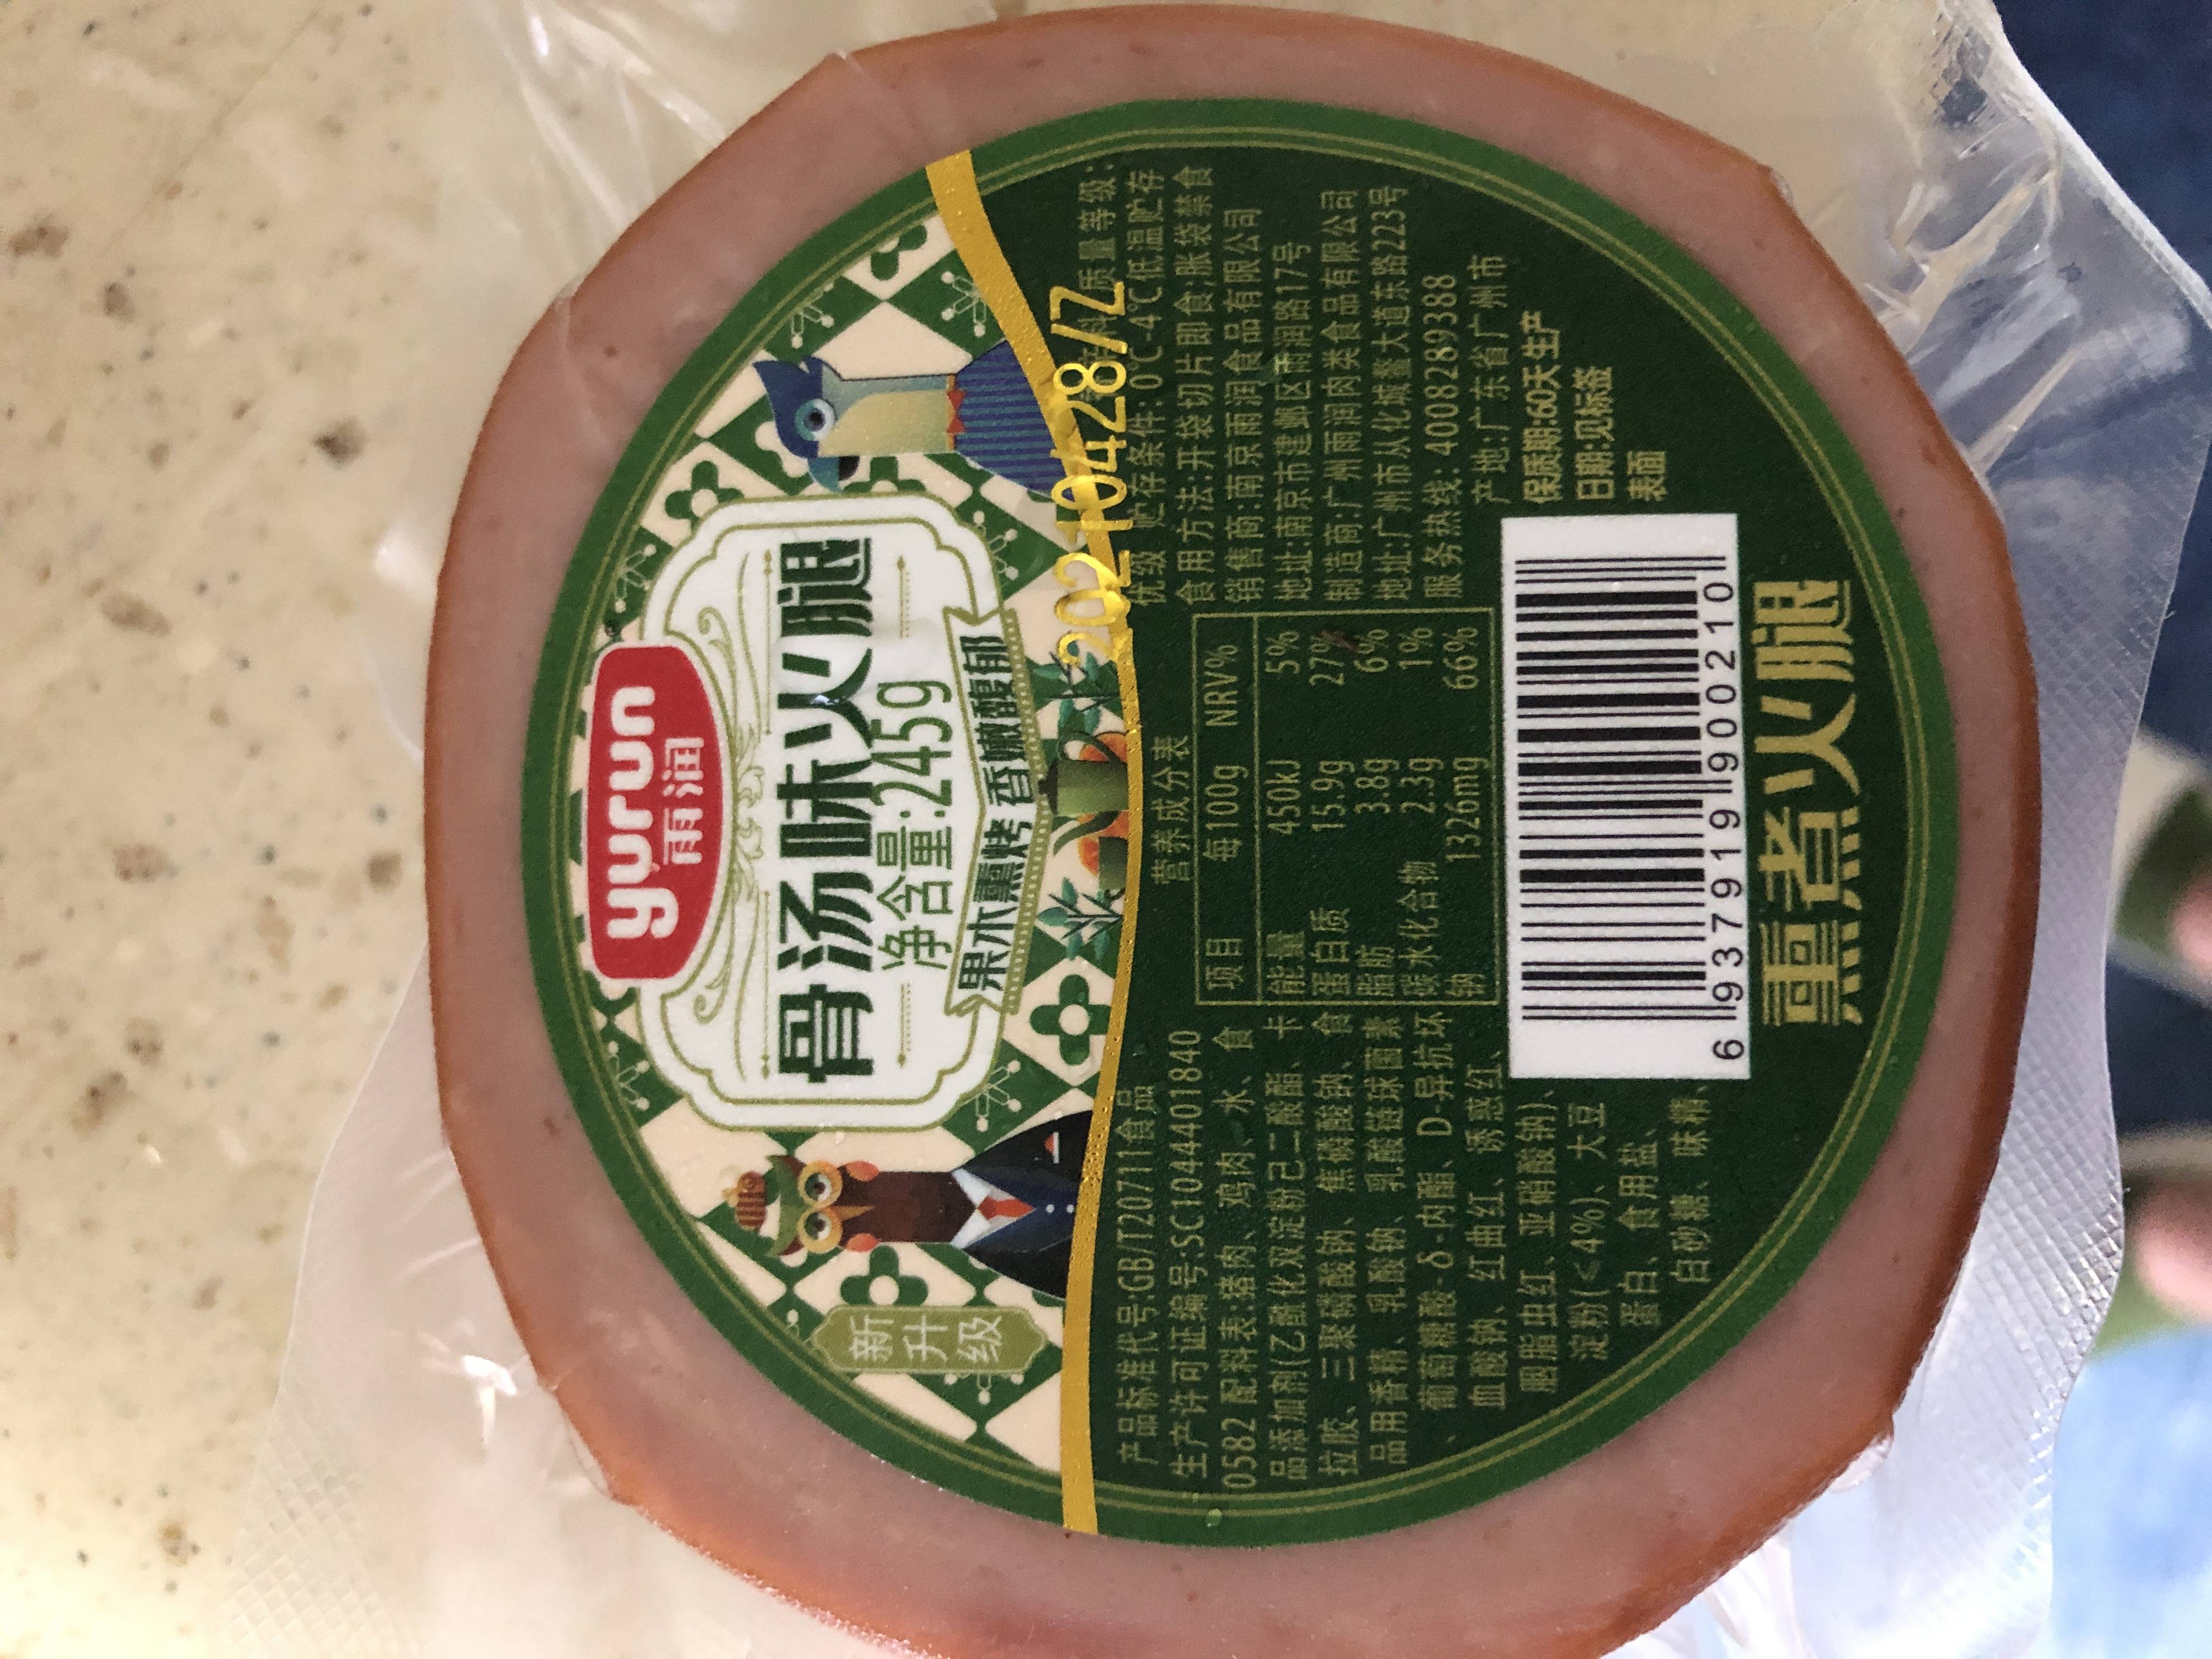 yurun
雨润
骨汤味火腿
净含量:245g
果木熏烤 香嫩馥郁
新升级
20210428/Z
产品标准代号:GB/T20711食品
生产许可证编号:SC1044401840
0582 配料表:猪肉、鸡肉、水、食
品添加剂(乙酰化双淀粉己二酸酯、卡
拉胶、三聚磷酸钠、焦磷酸钠、食
品用香精、乳酸钠、乳酸链球菌素
、葡萄糖酸-δ-内酯、D-异抗坏
血酸钠、红曲红、诱惑红、
胭脂虫红、亚硝酸钠)、
淀粉(≤4%)、大豆
蛋白、食用盐、
白砂糖、味精、
营养成分表
项目 每100g NRV%
能量 450kJ 5%
蛋白质 15.9g 27%
脂肪 3.8g 6%
碳水化合物 2.3g 1%
钠 1326mg 66%
质量等级:
优级 贮存条件:0℃-4℃低温贮存
食用方法:开袋切片即食;胀袋禁食
销售商:南京雨润食品有限公司
地址:南京市建邺区雨润路17号
制造商:广州雨润肉类食品有限公司
地址:广州市从化城鳌大道东路223号
服务热线: 4008289388
产地:广东省广州市
保质期:60天生产
日期:见标签
表面
6 937919 900210
熏煮火腿